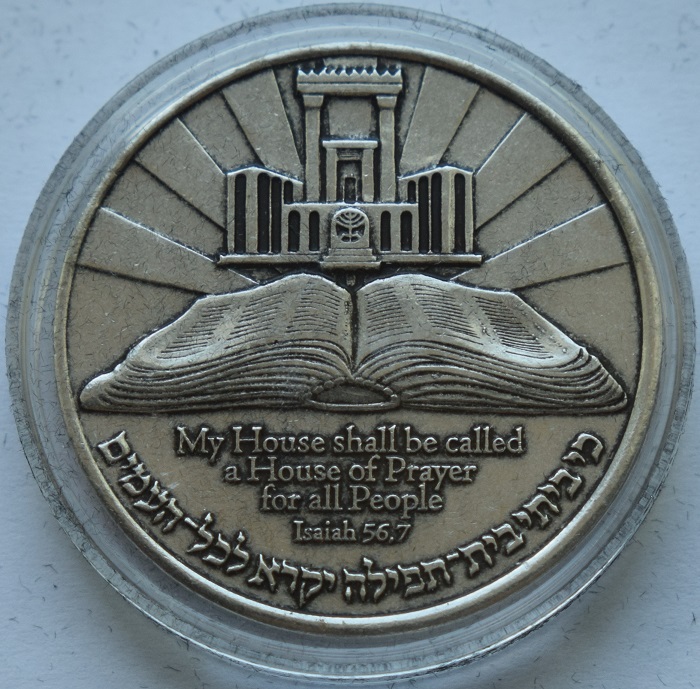 My House shall be called
a House of Prayer
for all People
Isaiah 56.7
כי ביתי בית-תפילה יקרא לכל-העמים